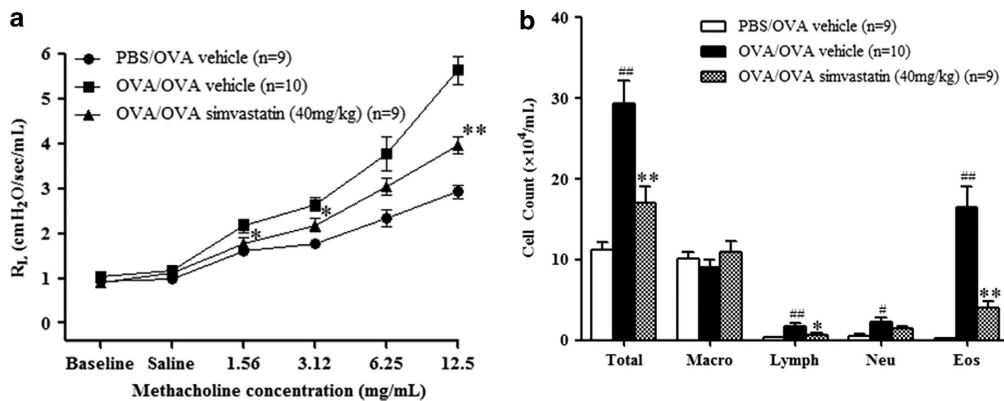 a
PBS/OVA vehicle (n=9)
OVA/OVA vehicle (n=10)
OVA/OVA simvastatin (40mg/kg) (n=9)
R_L (cmH₂O/sec/mL)
6
5
4
3
2
1
0
**
*
*
Baseline Saline 1.56 3.12 6.25 12.5
Methacholine concentration (mg/mL)
b
PBS/OVA vehicle (n=9)
OVA/OVA vehicle (n=10)
OVA/OVA simvastatin (40mg/kg) (n=9)
Cell Count (×10⁴/mL)
40
30
20
10
0
##
**
##
*
#
##
**
Total Macro Lymph Neu Eos